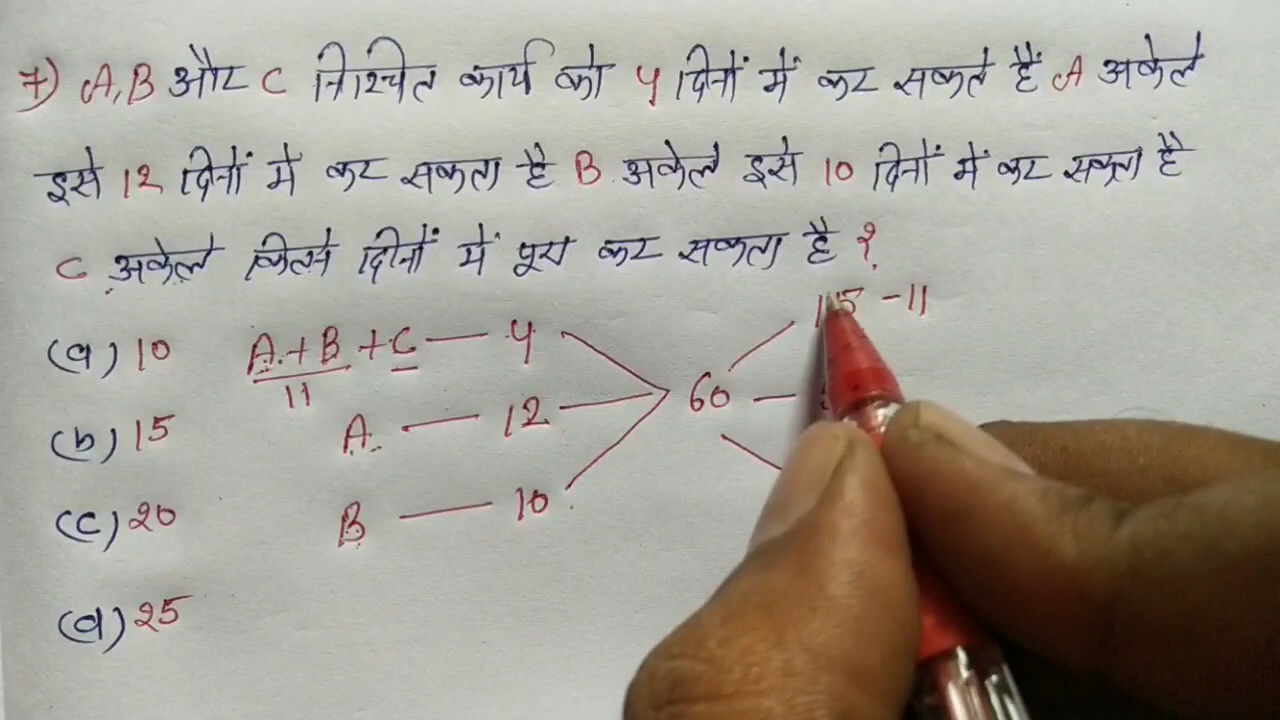 7) A, B और C निश्चित कार्य को 4 दिनों में कर सकते हैं A अकेले
इसे 12 दिनों में कर सकता है B अकेले इसे 10 दिनों में कर सकता है
C अकेले कितने दिनों में पूरा कर सकता है ?
(a) 10
(b) 15
(c) 20
(d) 25
A + B + C — 4
11
A — 12
B — 10
60
15 - 11